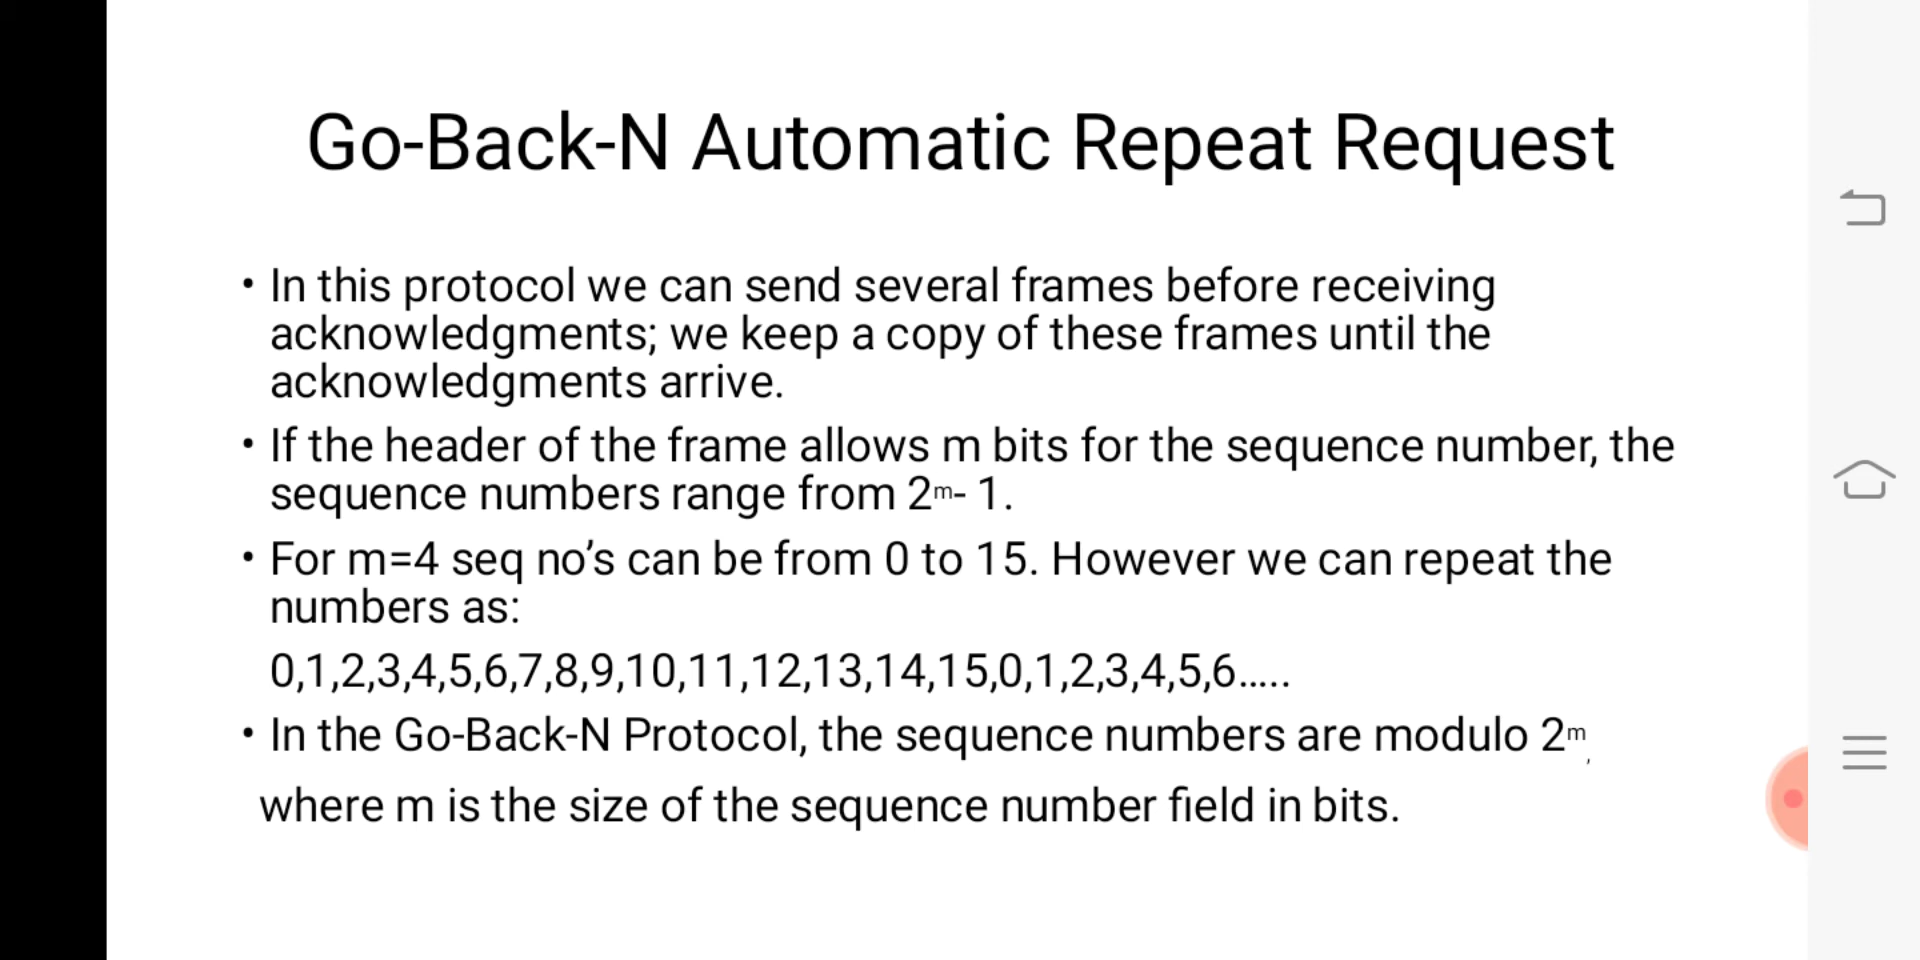 Go-Back-N Automatic Repeat Request
• In this protocol we can send several frames before receiving
acknowledgments; we keep a copy of these frames until the
acknowledgments arrive.
• If the header of the frame allows m bits for the sequence number, the
sequence numbers range from 2ᵐ- 1.
• For m=4 seq no’s can be from 0 to 15. However we can repeat the
numbers as:
0,1,2,3,4,5,6,7,8,9,10,11,12,13,14,15,0,1,2,3,4,5,6…..
• In the Go-Back-N Protocol, the sequence numbers are modulo 2ᵐ,
where m is the size of the sequence number field in bits.